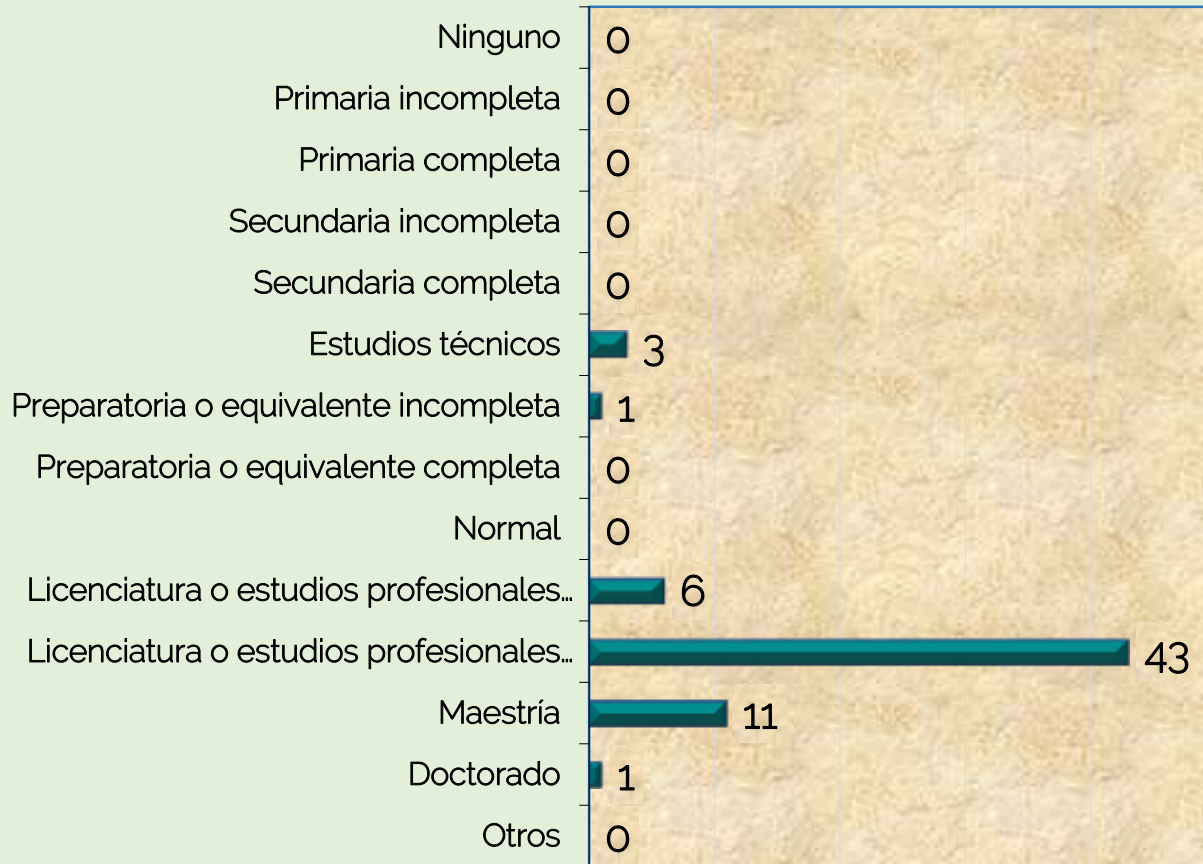 Ninguno 0
Primaria incompleta 0
Primaria completa 0
Secundaria incompleta 0
Secundaria completa 0
Estudios técnicos 3
Preparatoria o equivalente incompleta 1
Preparatoria o equivalente completa 0
Normal 0
Licenciatura o estudios profesionales... 6
Licenciatura o estudios profesionales... 43
Maestría 11
Doctorado 1
Otros 0